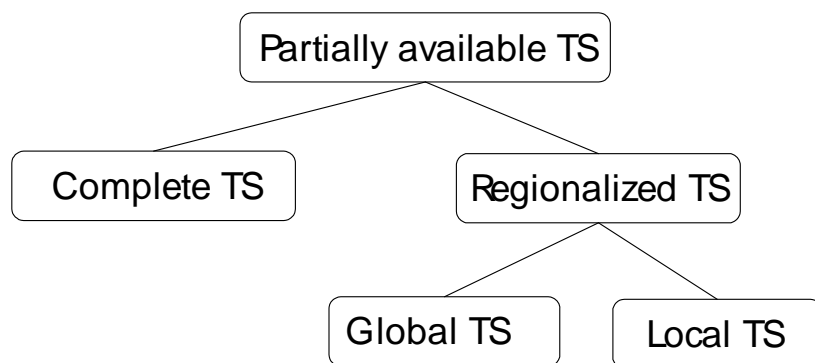 Partially available TS
Complete TS
Regionalized TS
Global TS
Local TS